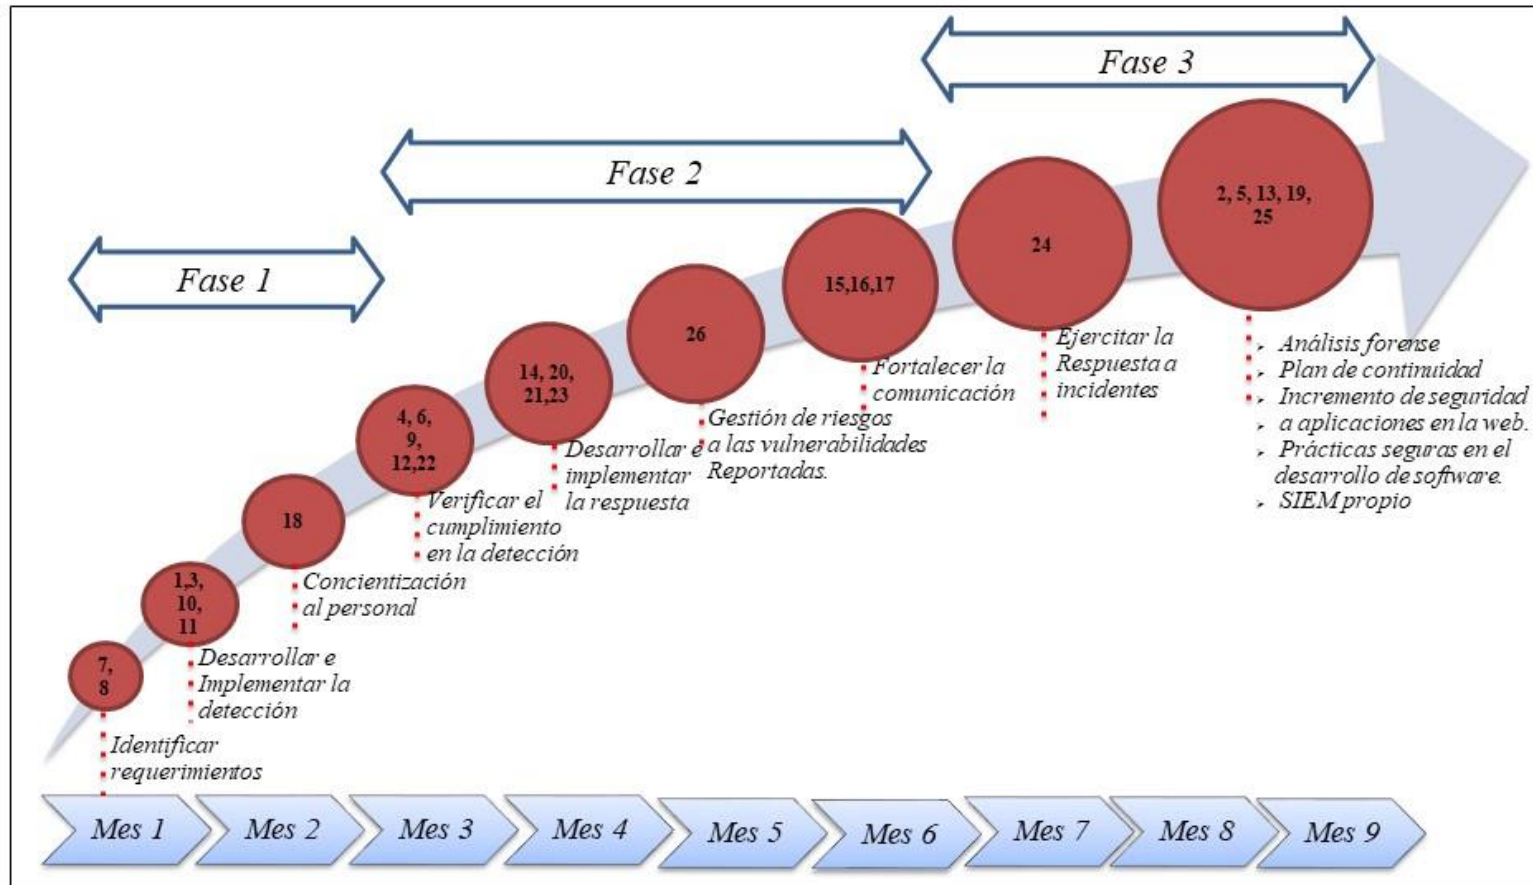 Fase 1
Fase 2
Fase 3
7,
8
Identificar
requerimientos
1,3,
10,
11
Desarrollar e
Implementar la
detección
18
Concientización
al personal
4, 6,
9,
12,22
Verificar el
cumplimiento
en la detección
14, 20,
21,23
Desarrollar e
implementar
la respuesta
26
Gestión de riesgos
a las vulnerabilidades
Reportadas.
15,16,17
Fortalecer la
comunicación
24
Ejercitar la
Respuesta a
incidentes
2, 5, 13, 19,
25
➢ Análisis forense
➢ Plan de continuidad
➢ Incremento de seguridad
➢ a aplicaciones en la web.
➢ Prácticas seguras en el
desarrollo de software.
➢ SIEM propio
Mes 1
Mes 2
Mes 3
Mes 4
Mes 5
Mes 6
Mes 7
Mes 8
Mes 9